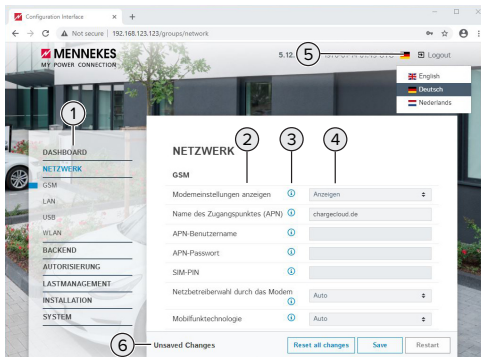 Configuration Interface
Not secure | 192.168.123.123/groups/network
MENNEKES
MY POWER CONNECTION
5.12.
5
Logout
English
Deutsch
Nederlands
1
DASHBOARD
NETZWERK
GSM
LAN
USB
WLAN
BACKEND
AUTORISIERUNG
LASTMANAGEMENT
INSTALLATION
SYSTEM
NETZWERK
2
3
4
GSM
Modemeinstellungen anzeigen Anzeigen
Name des Zugangspunktes (APN) chargecloud.de
APN-Benutzername
APN-Passwort
SIM-PIN
Netzbetreiberwahl durch das Modem Auto
Mobilfunktechnologie Auto
6
Unsaved Changes
Reset all changes
Save
Restart